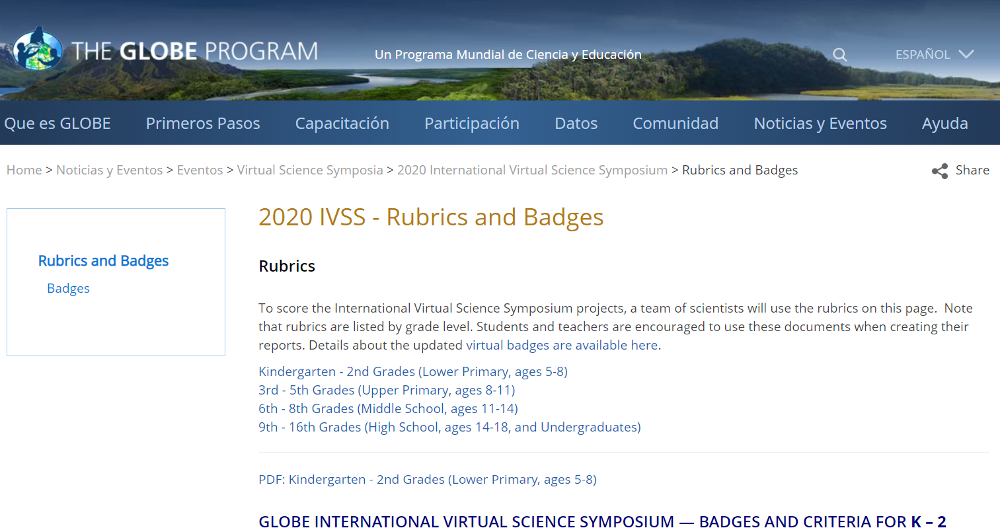 THE GLOBE PROGRAM
Un Programa Mundial de Ciencia y Educación
ESPAÑOL
Que es GLOBE Primeros Pasos Capacitación Participación Datos Comunidad Noticias y Eventos Ayuda
Home > Noticias y Eventos > Eventos > Virtual Science Symposia > 2020 International Virtual Science Symposium > Rubrics and Badges
Share
Rubrics and Badges
Badges
2020 IVSS - Rubrics and Badges
Rubrics
To score the International Virtual Science Symposium projects, a team of scientists will use the rubrics on this page.  Note
that rubrics are listed by grade level. Students and teachers are encouraged to use these documents when creating their
reports. Details about the updated virtual badges are available here.
Kindergarten - 2nd Grades (Lower Primary, ages 5-8)
3rd - 5th Grades (Upper Primary, ages 8-11)
6th - 8th Grades (Middle School, ages 11-14)
9th - 16th Grades (High School, ages 14-18, and Undergraduates)
PDF: Kindergarten - 2nd Grades (Lower Primary, ages 5-8)
GLOBE INTERNATIONAL VIRTUAL SCIENCE SYMPOSIUM — BADGES AND CRITERIA FOR K – 2